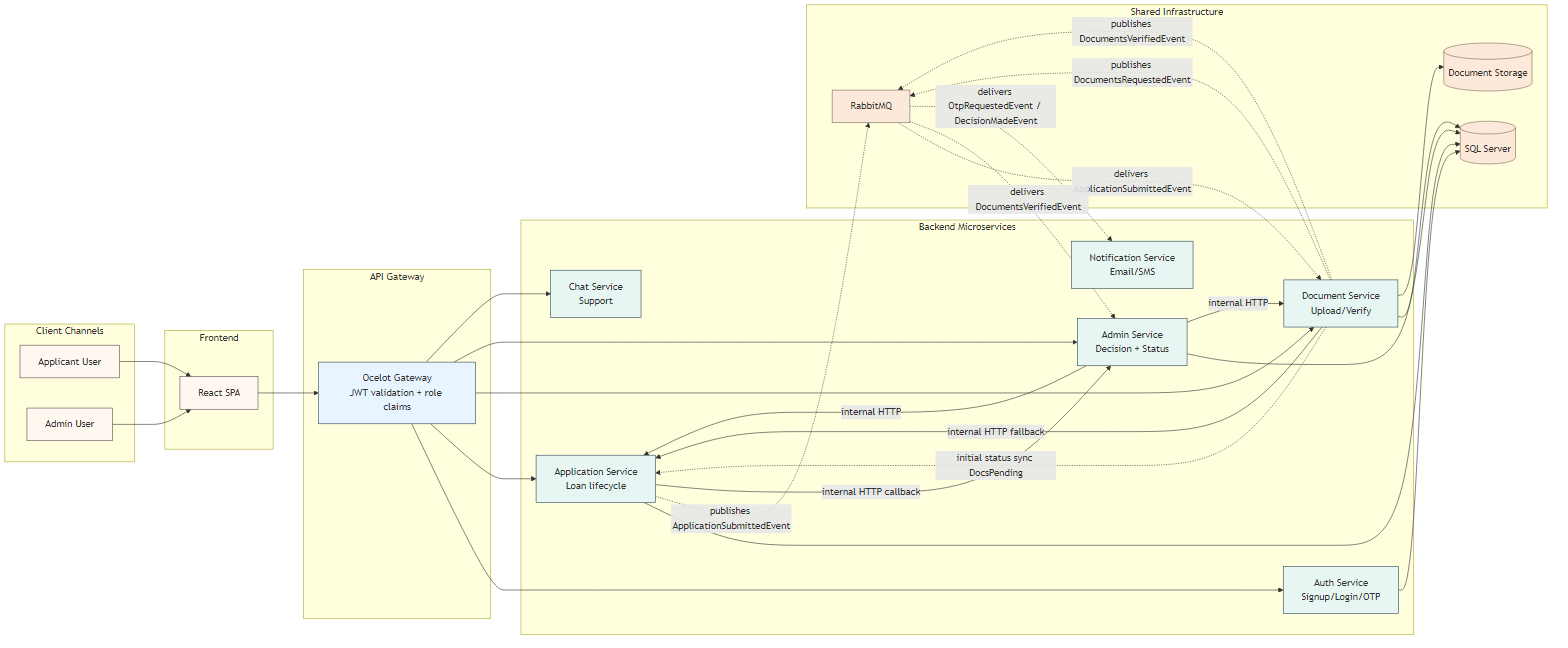 Shared Infrastructure
publishes
DocumentsVerifiedEvent
publishes
DocumentsRequestedEvent
Document Storage
RabbitMQ
delivers
OtpRequestedEvent /
DecisionMadeEvent
SQL Server
delivers
ApplicationSubmittedEvent
delivers
DocumentsVerifiedEvent
Backend Microservices
Notification Service
Email/SMS
Chat Service
Support
Document Service
Upload/Verify
internal HTTP
Admin Service
Decision + Status
API Gateway
Client Channels
Applicant User
Admin User
Frontend
React SPA
Ocelot Gateway
JWT validation + role
claims
internal HTTP
internal HTTP fallback
initial status sync
DocsPending
Application Service
Loan lifecycle
internal HTTP callback
publishes
ApplicationSubmittedEvent
Auth Service
Signup/Login/OTP